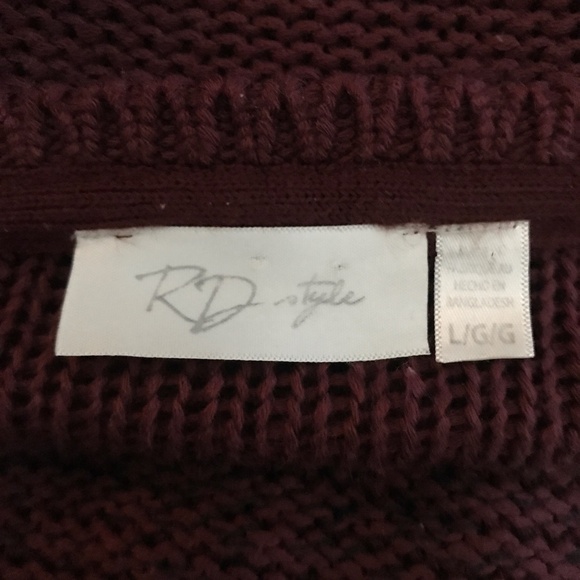 RD style
HECHO EN
BANGLADESH
L/G/G